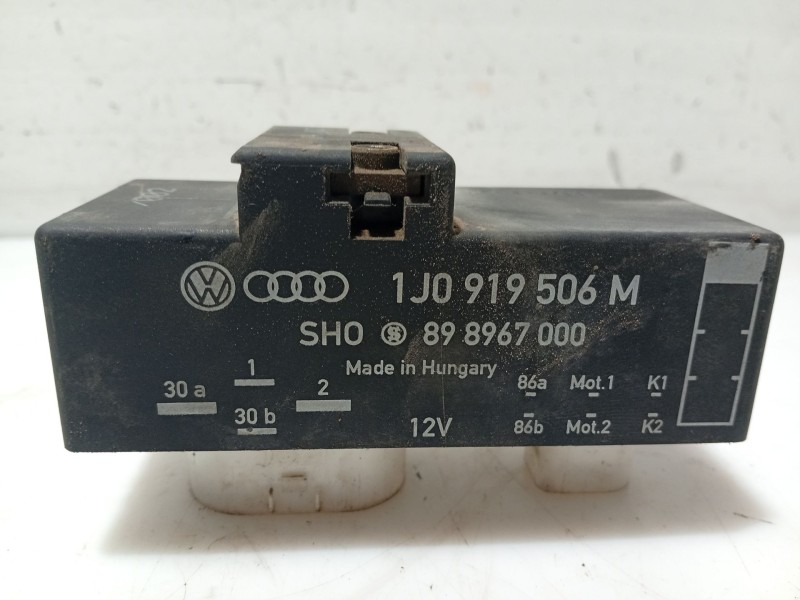 1J0 919 506 M
SHO 89 8967 000
Made in Hungary
30 a 1 2 86a Mot.1 K1
30 b 12V 86b Mot.2 K2